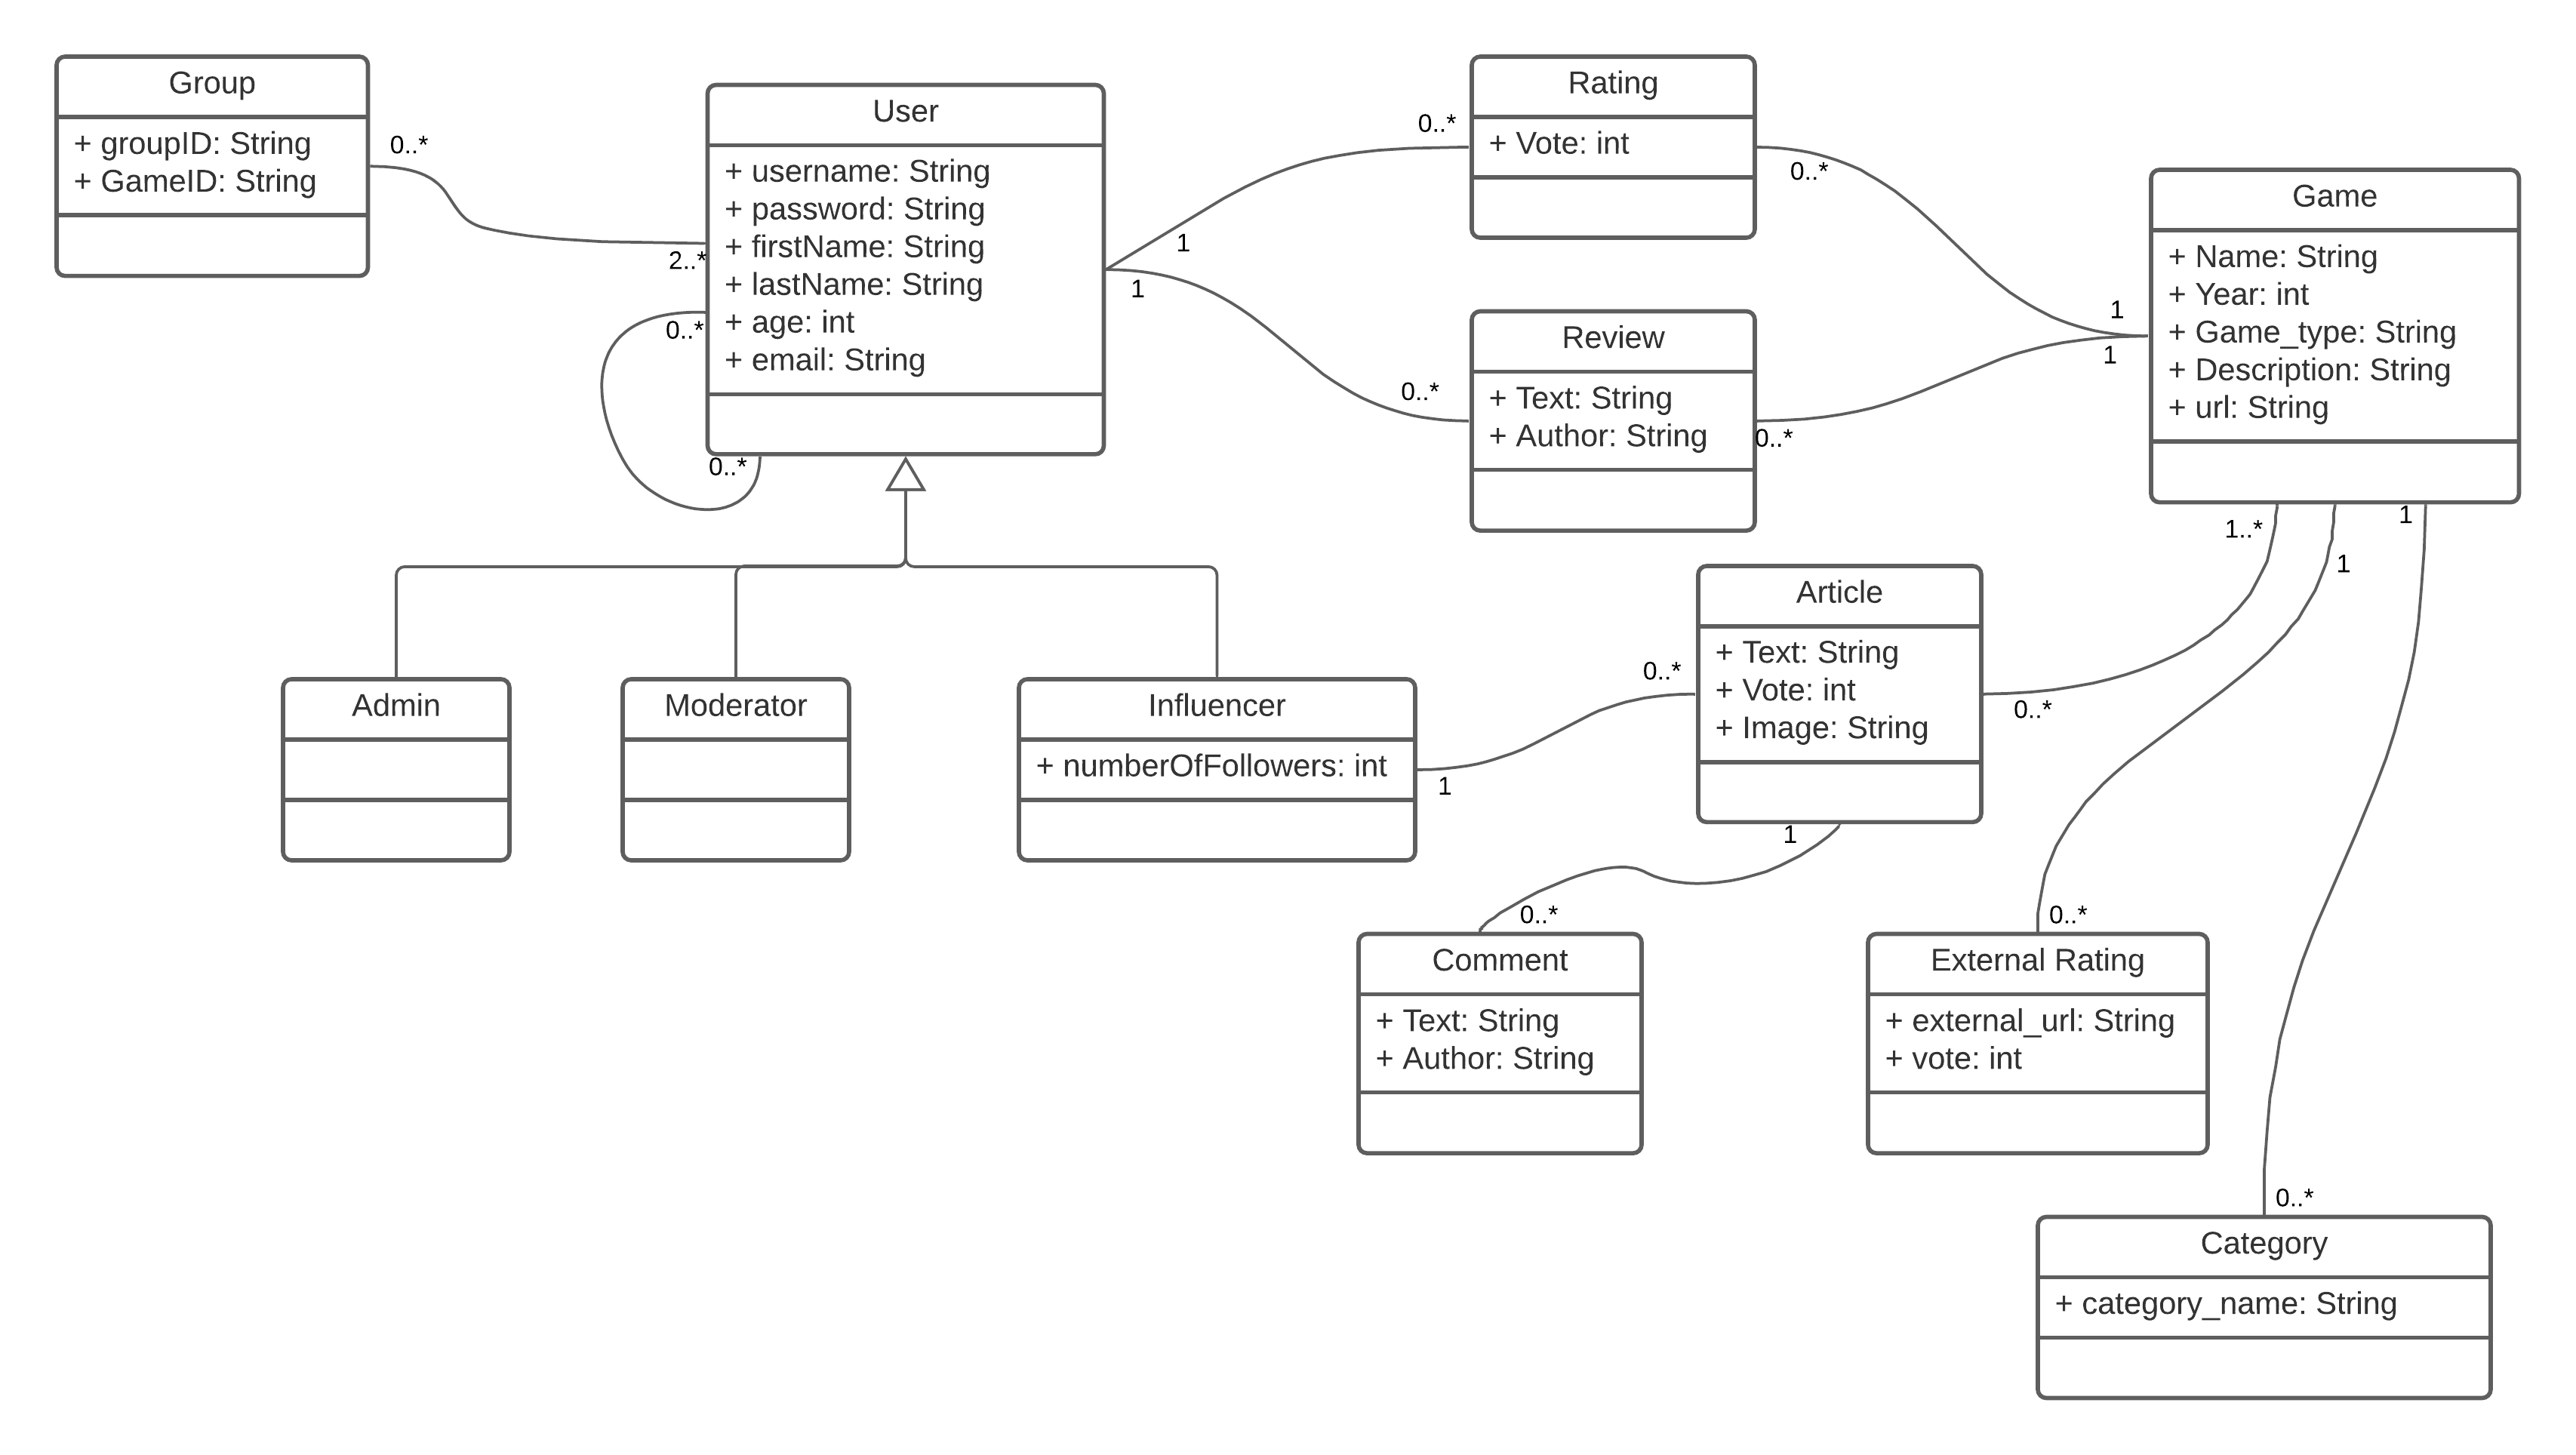 Group
+ groupID: String
+ GameID: String
0..*
2..*
User
+ username: String
+ password: String
+ firstName: String
+ lastName: String
+ age: int
+ email: String
0..*
0..*
1
0..*
1
0..*
Rating
+ Vote: int
0..*
1
Review
+ Text: String
+ Author: String
0..*
1
Game
+ Name: String
+ Year: int
+ Game_type: String
+ Description: String
+ url: String
1..*
1
1
Admin
Moderator
Influencer
+ numberOfFollowers: int
1
0..*
Article
+ Text: String
+ Vote: int
+ Image: String
0..*
1
0..*
Comment
+ Text: String
+ Author: String
0..*
External Rating
+ external_url: String
+ vote: int
0..*
Category
+ category_name: String